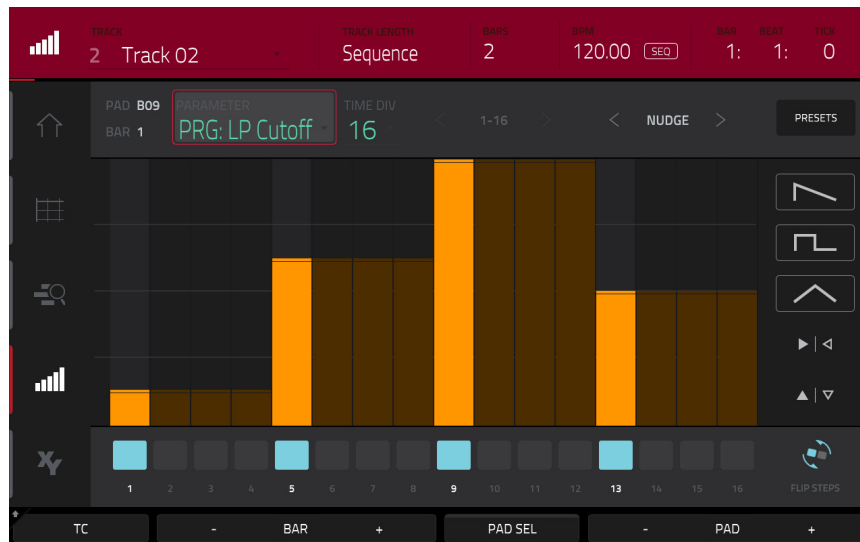 TRACK TRACK LENGTH BARS BPM BAR BEAT TICK
2 Track 02 Sequence 2 120.00 SEQ 1: 1: 0
PAD B09 PARAMETER TIME DIV
BAR 1 PRG: LP Cutoff 16 < 1-16 > < NUDGE > PRESETS
XY
1 2 3 4 5 6 7 8 9 10 11 12 13 14 15 16 FLIP STEPS
TC - BAR + PAD SEL - PAD +